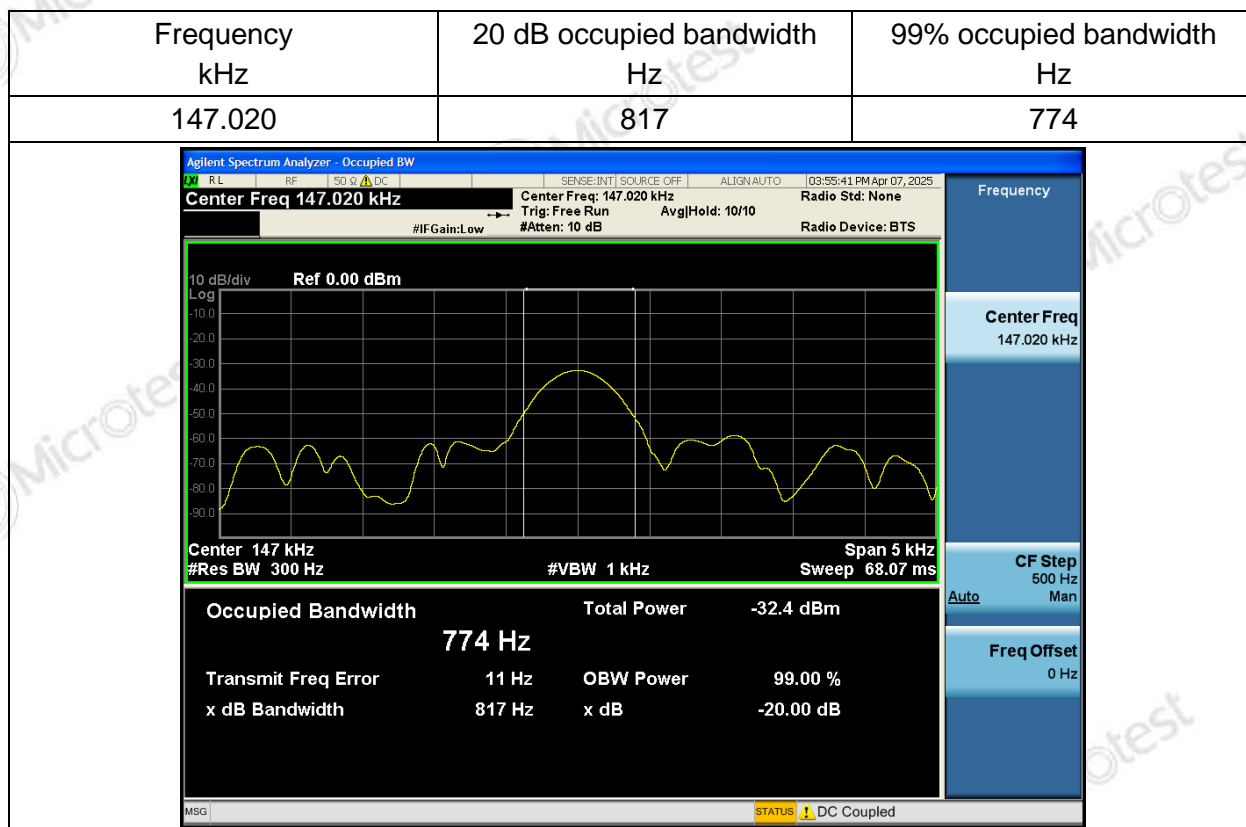 Frequency
kHz
20 dB occupied bandwidth
Hz
99% occupied bandwidth
Hz
147.020
817
774
Agilent Spectrum Analyzer - Occupied BW
LXI RL RF 50 Ω DC SENSE:INT SOURCE OFF ALIGN AUTO 03:55:41 PM Apr 07, 2025
Center Freq 147.020 kHz
#IFGain:Low
Center Freq: 147.020 kHz
Trig: Free Run Avg|Hold: 10/10
#Atten: 10 dB
Radio Std: None
Radio Device: BTS
10 dB/div Ref 0.00 dBm
Log
-10.0
-20.0
-30.0
-40.0
-50.0
-60.0
-70.0
-80.0
-90.0
Center 147 kHz Span 5 kHz
#Res BW 300 Hz #VBW 1 kHz Sweep 68.07 ms
Occupied Bandwidth Total Power -32.4 dBm
774 Hz
Transmit Freq Error 11 Hz OBW Power 99.00 %
x dB Bandwidth 817 Hz x dB -20.00 dB
MSG STATUS DC Coupled
Frequency
Center Freq
147.020 kHz
CF Step
500 Hz
Auto Man
Freq Offset
0 Hz
Microtest
Microtest
Microtest